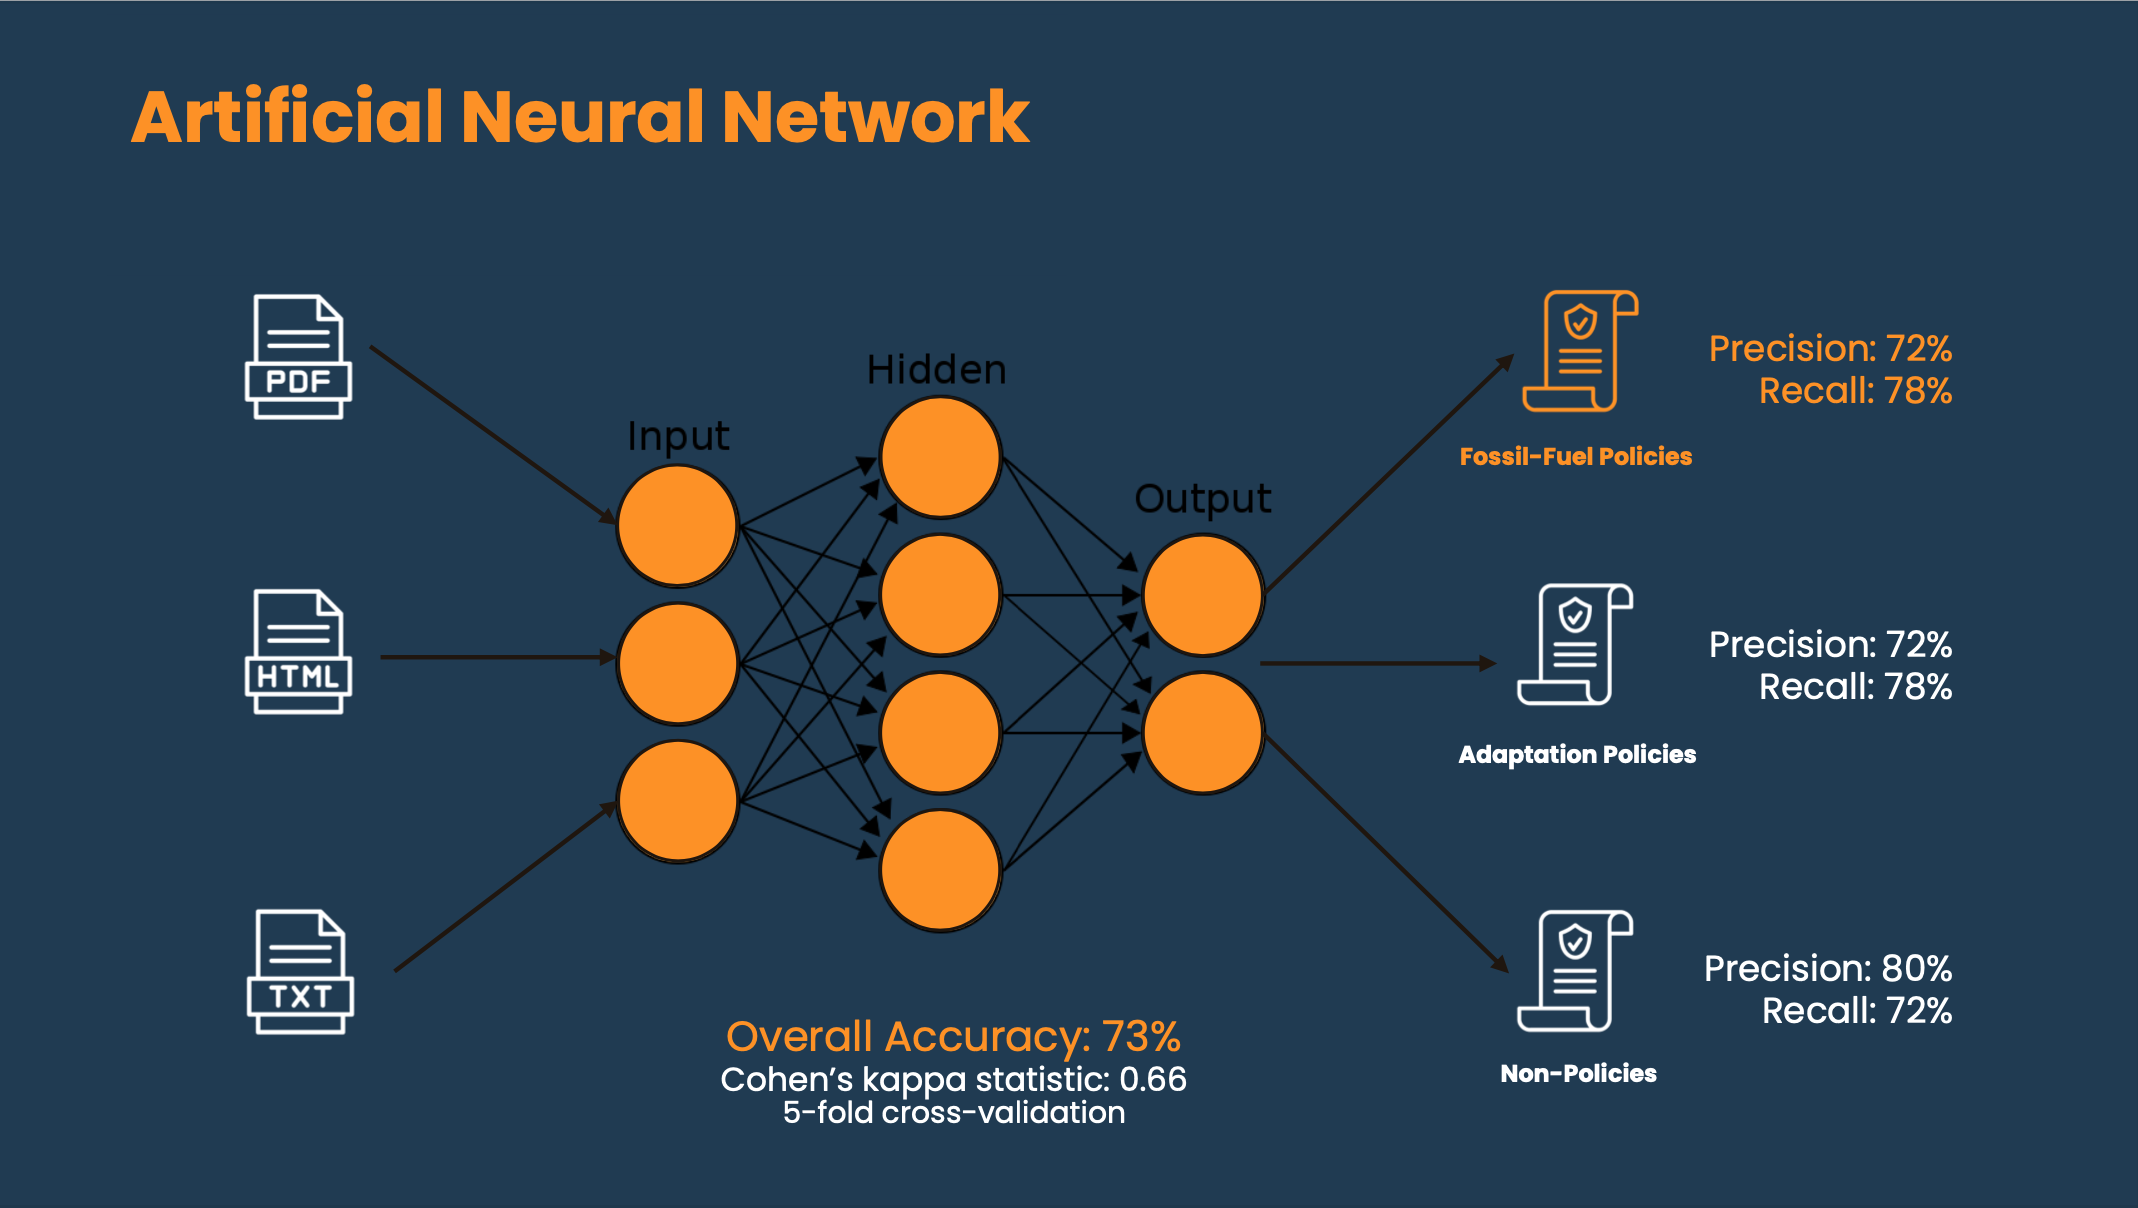 Artificial Neural Network
PDF
HTML
TXT
Input
Hidden
Output
Fossil-Fuel Policies
Precision: 72%
Recall: 78%
Adaptation Policies
Precision: 72%
Recall: 78%
Non-Policies
Precision: 80%
Recall: 72%
Overall Accuracy: 73%
Cohen’s kappa statistic: 0.66
5-fold cross-validation